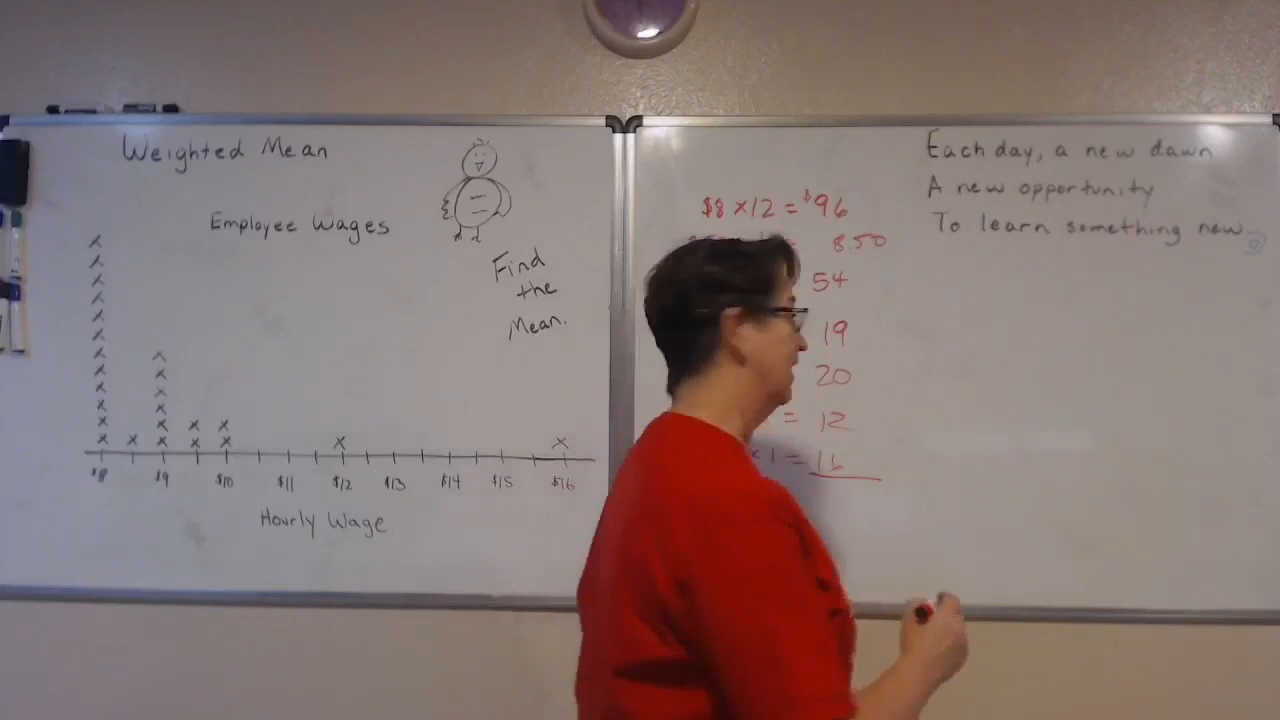 Weighted Mean
Employee Wages
Find
the
Mean.
$8 $9 $10 $11 $12 $13 $14 $15 $16
Hourly Wage
$8 × 12 = $96
8.50
54
19
20
= 12
× 1 = 16
Each day, a new dawn
A new opportunity
To learn something new